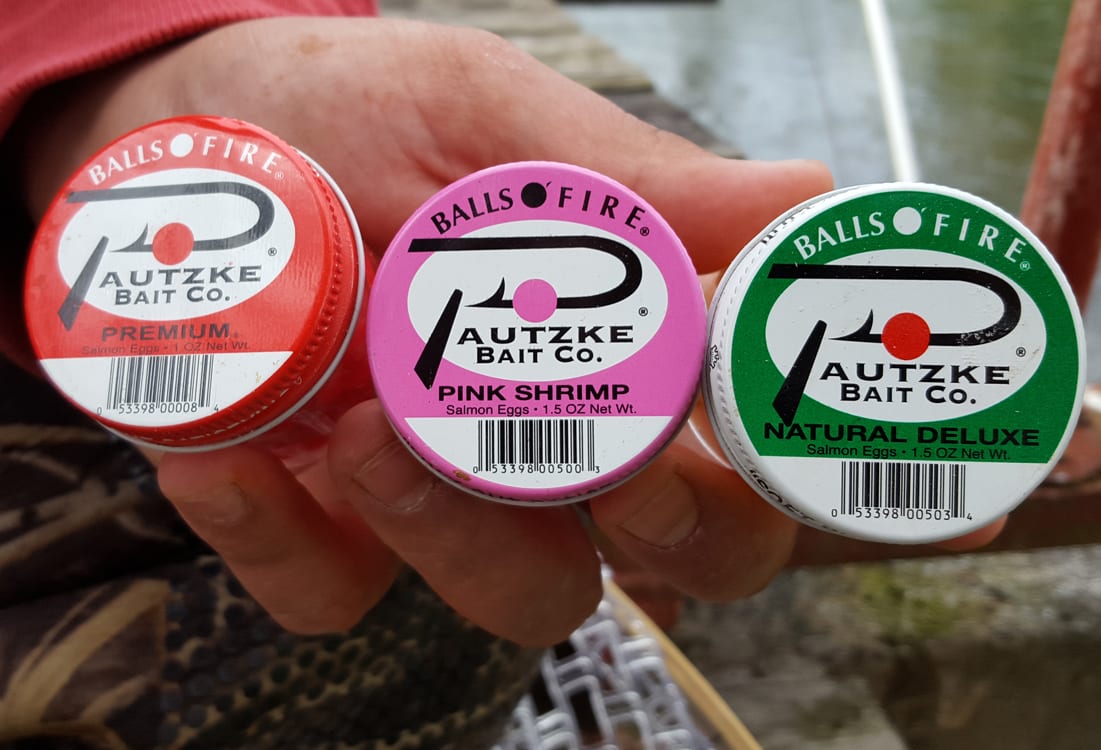 BALLS O' FIRE®
PAUTZKE®
BAIT CO.
PREMIUM®
Salmon Eggs • 1 OZ Net Wt.
0 53398 00008 4
BALLS O' FIRE®
PAUTZKE®
BAIT CO.
PINK SHRIMP
Salmon Eggs • 1.5 OZ Net Wt.
0 53398 00500 3
BALLS O' FIRE®
PAUTZKE®
BAIT CO.
NATURAL DELUXE
Salmon Eggs • 1.5 OZ Net Wt.
0 53398 00503 4